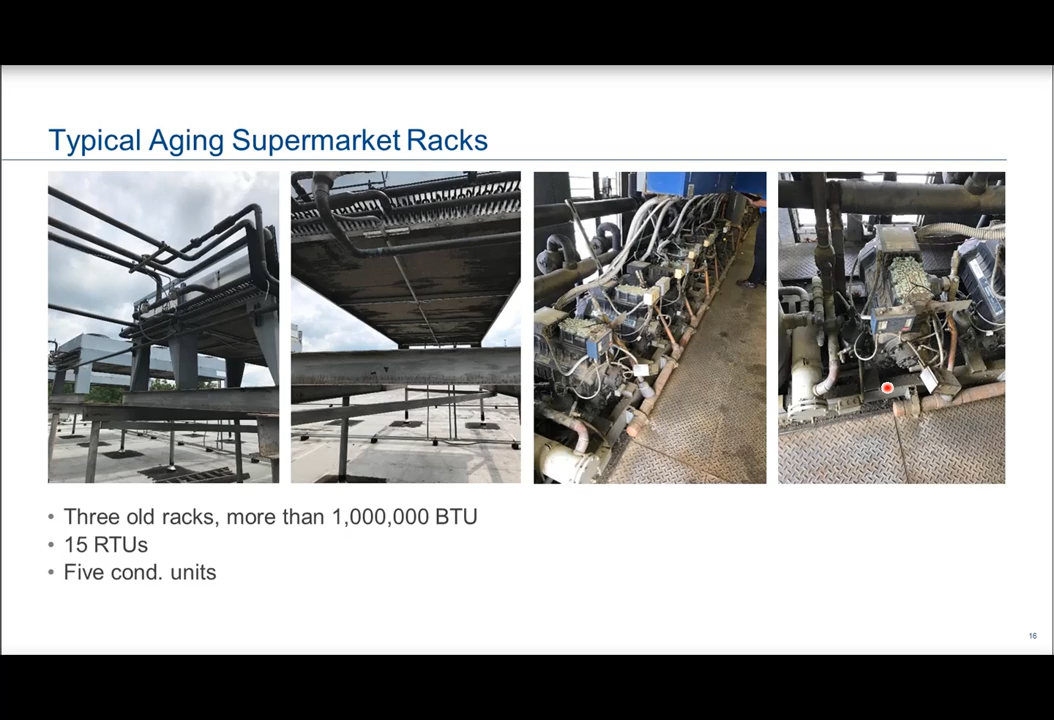 Typical Aging Supermarket Racks
• Three old racks, more than 1,000,000 BTU
• 15 RTUs
• Five cond. units
16